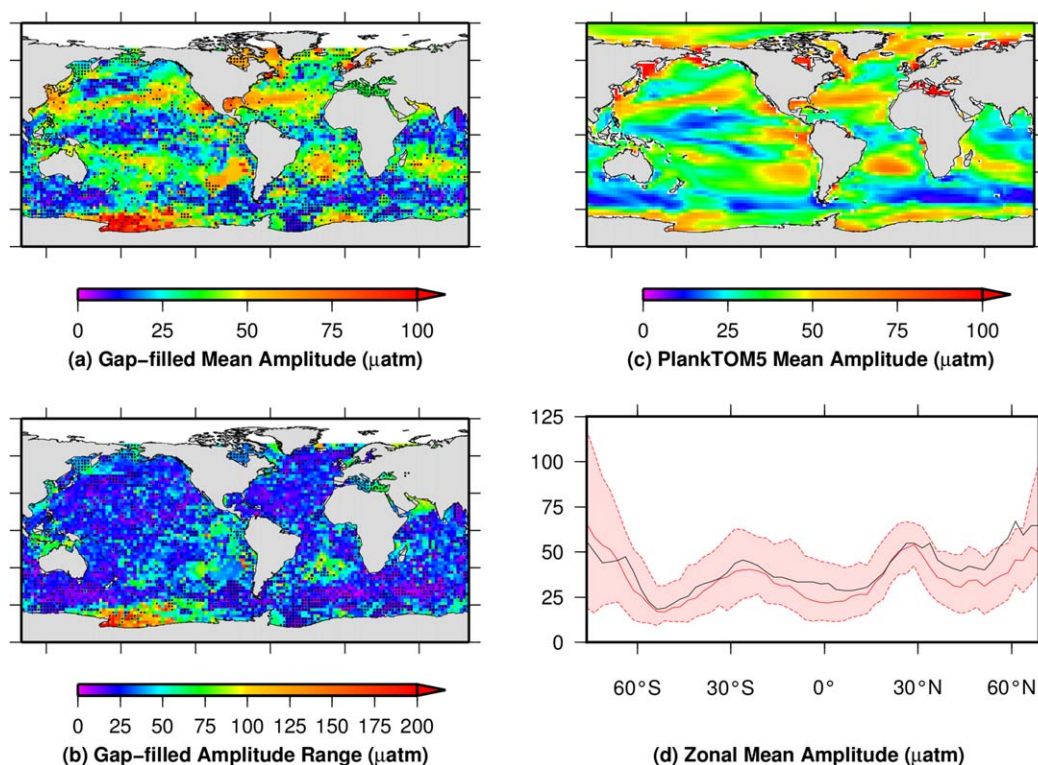 0 25 50 75 100
(a) Gap−filled Mean Amplitude (µatm)
0 25 50 75 100
(c) PlankTOM5 Mean Amplitude (µatm)
0 25 50 75 100 125 150 175 200
(b) Gap−filled Amplitude Range (µatm)
125
100
75
50
25
0
60°S 30°S 0° 30°N 60°N
(d) Zonal Mean Amplitude (µatm)